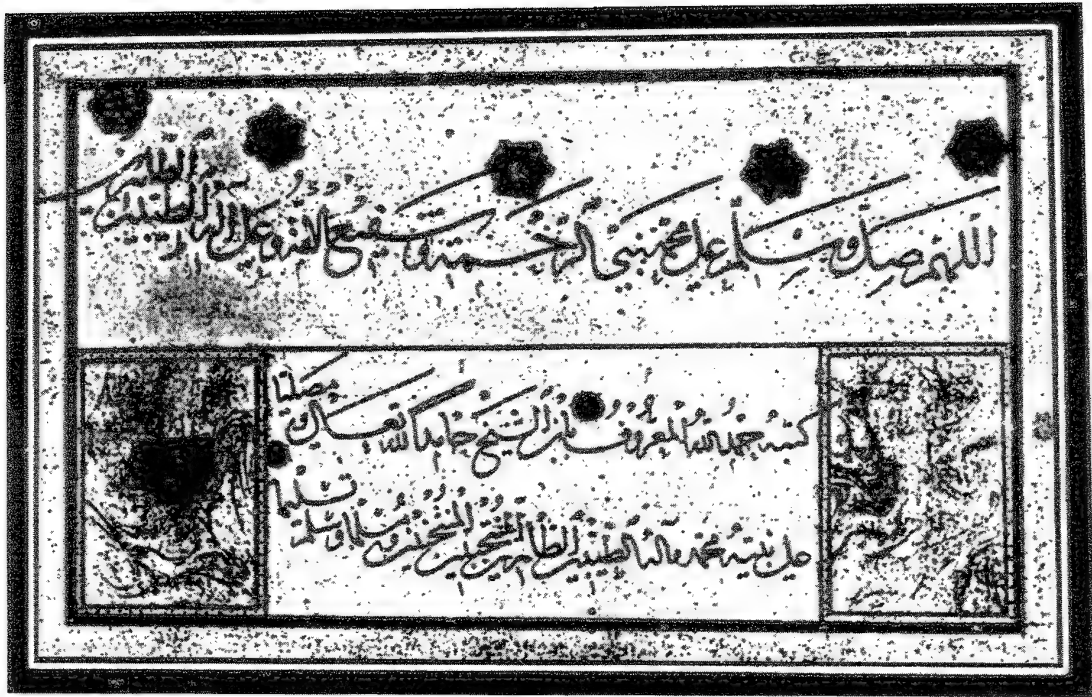 اللهم صل وسلم على محمد نبي الرحمة وشفيع الأمة وعلى آله الطيبين الطاهرين
كتبه حمد الله المعروف بابن الشيخ حامدا لله تعالى ومصليا
على نبيه محمد وآله الطيبين الطاهرين ومسلما تسليما